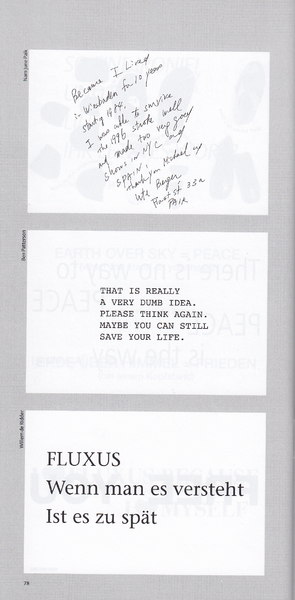 Nam June Paik
Because I Lived
in Wiesbaden for 10 years
starting 1984,
I was able to survive
the 1996 stroke well
and made two very good
shows in NYC and
SPAIN,
thank you Michael
Ute Berger
PAIK
Ben Patterson
EARTH OVER SKY – PEACE
There is no way to
PEACE
PEACE
is the way
THAT IS REALLY
A VERY DUMB IDEA.
PLEASE THINK AGAIN.
MAYBE YOU CAN STILL
SAVE YOUR LIFE.
Willem de Ridder
FLUXUS
Wenn man es versteht
Ist es zu spät
78